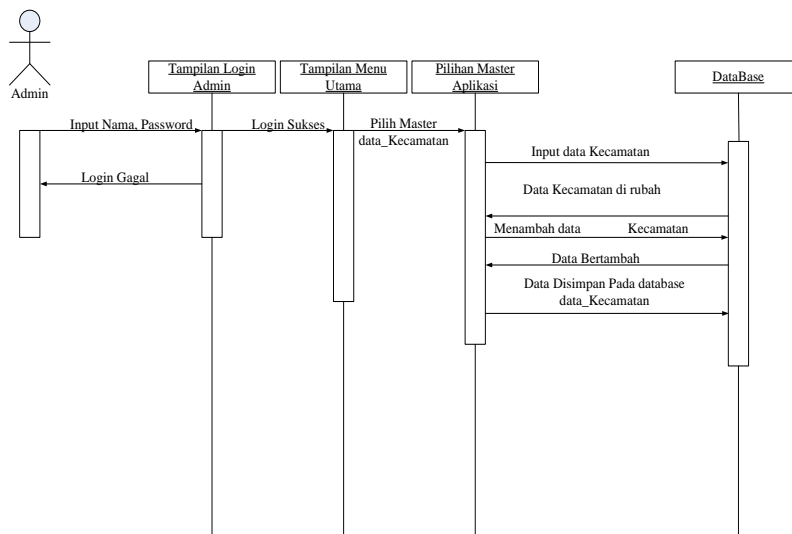 Admin
Tampilan Login
Admin
Tampilan Menu
Utama
Pilihan Master
Aplikasi
DataBase
Input Nama, Password
Login Sukses
Pilih Master
data_Kecamatan
Input data Kecamatan
Login Gagal
Data Kecamatan di rubah
Menambah data Kecamatan
Data Bertambah
Data Disimpan Pada database
data_Kecamatan